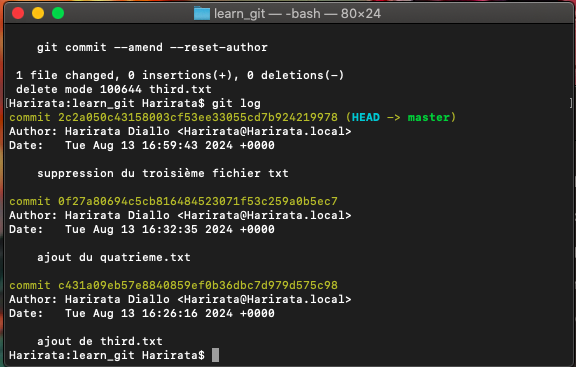 learn_git — -bash — 80×24
git commit --amend --reset-author
1 file changed, 0 insertions(+), 0 deletions(-)
delete mode 100644 third.txt
[Harirata:learn_git Harirata$ git log
commit 2c2a050c43158003cf53ee33055cd7b924219978 (HEAD -> master)
Author: Harirata Diallo <Harirata@Harirata.local>
Date:   Tue Aug 13 16:59:43 2024 +0000
suppression du troisième fichier txt
commit 0f27a80694c5cb816484523071f53c259a0b5ec7
Author: Harirata Diallo <Harirata@Harirata.local>
Date:   Tue Aug 13 16:32:35 2024 +0000
ajout du quatrieme.txt
commit c431a09eb57e8840859ef0b36dbc7d979d575c98
Author: Harirata Diallo <Harirata@Harirata.local>
Date:   Tue Aug 13 16:26:16 2024 +0000
ajout de third.txt
Harirata:learn_git Harirata$